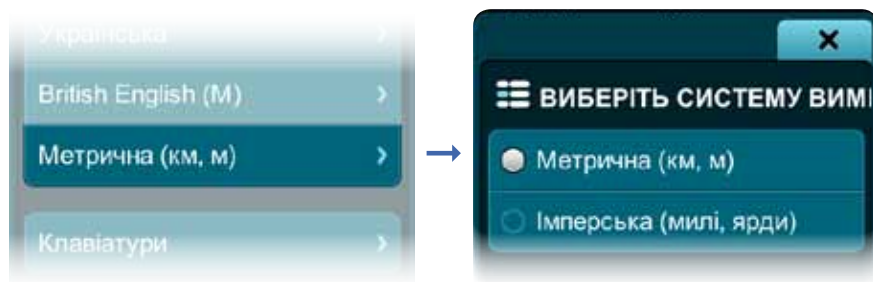 Українська
British English (M)
Метрична (км, м)
Клавіатури
ВИБЕРІТЬ СИСТЕМУ ВИМІ
Метрична (км, м)
Імперська (милі, ярди)